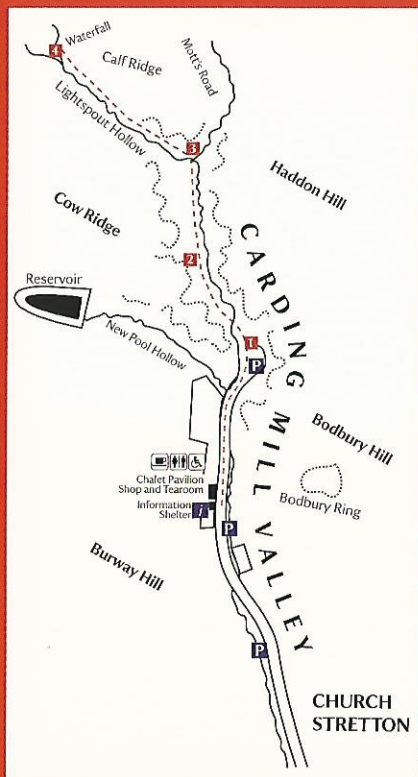 4
Waterfall
Calf Ridge
Mott's Road
Lightspout Hollow
3
Haddon Hill
Cow Ridge
2
CARDING MILL VALLEY
Reservoir
New Pool Hollow
1
P
Bodbury Hill
Chalet Pavilion
Shop and Tearoom
Bodbury Ring
Information
Shelter
i
P
Burway Hill
P
CHURCH
STRETTON